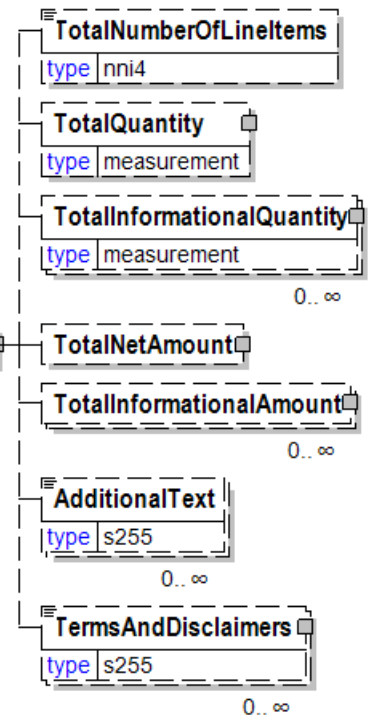 TotalNumberOfLineItems
type nni4
TotalQuantity
type measurement
TotalInformationalQuantity
type measurement
0.. ∞
TotalNetAmount
TotalInformationalAmount
0.. ∞
AdditionalText
type s255
0.. ∞
TermsAndDisclaimers
type s255
0.. ∞